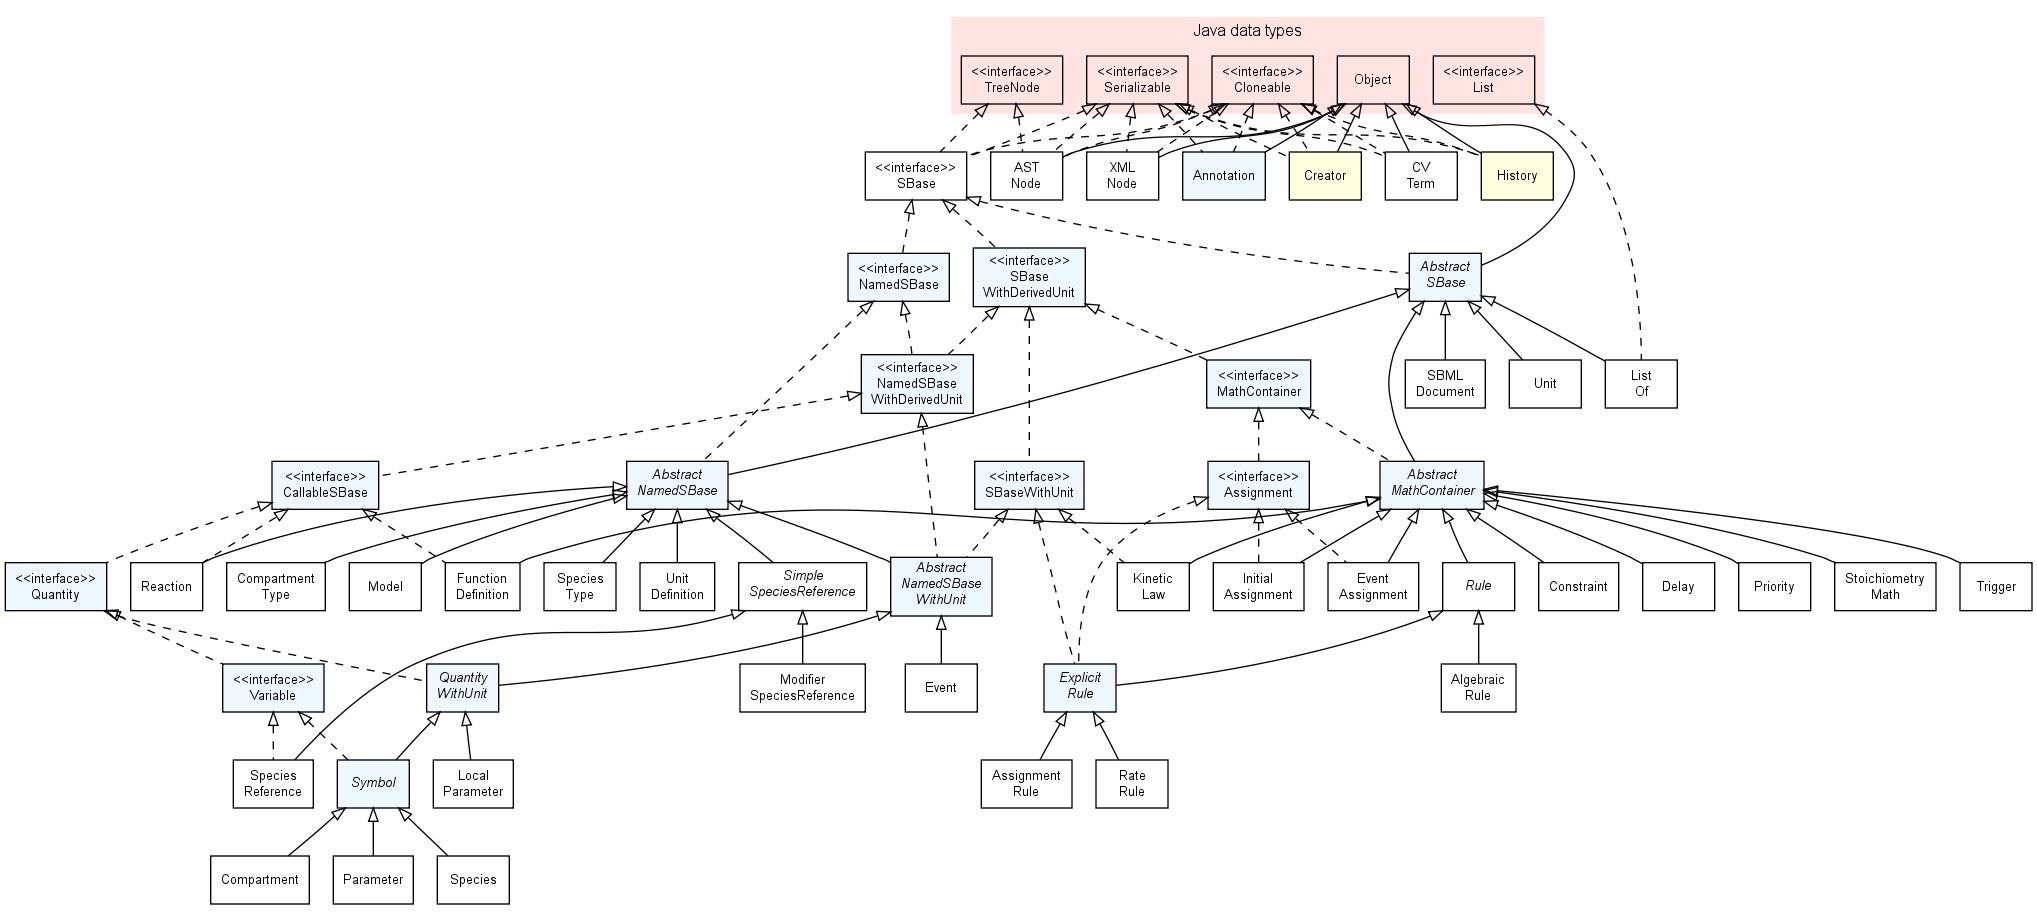 Java data types
<<interface>>
TreeNode
<<interface>>
Serializable
<<interface>>
Cloneable
Object
<<interface>>
List
<<interface>>
SBase
AST
Node
XML
Node
Annotation
Creator
CV
Term
History
<<interface>>
NamedSBase
<<interface>>
SBase
WithDerivedUnit
Abstract
SBase
<<interface>>
NamedSBase
WithDerivedUnit
<<interface>>
MathContainer
SBML
Document
Unit
List
Of
<<interface>>
CallableSBase
Abstract
NamedSBase
<<interface>>
SBaseWithUnit
<<interface>>
Assignment
Abstract
MathContainer
<<interface>>
Quantity
Reaction
Compartment
Type
Model
Function
Definition
Species
Type
Unit
Definition
Simple
SpeciesReference
Abstract
NamedSBase
WithUnit
Kinetic
Law
Initial
Assignment
Event
Assignment
Rule
Constraint
Delay
Priority
Stoichiometry
Math
Trigger
<<interface>>
Variable
Quantity
WithUnit
Modifier
SpeciesReference
Event
Explicit
Rule
Algebraic
Rule
Species
Reference
Symbol
Local
Parameter
Assignment
Rule
Rate
Rule
Compartment
Parameter
Species